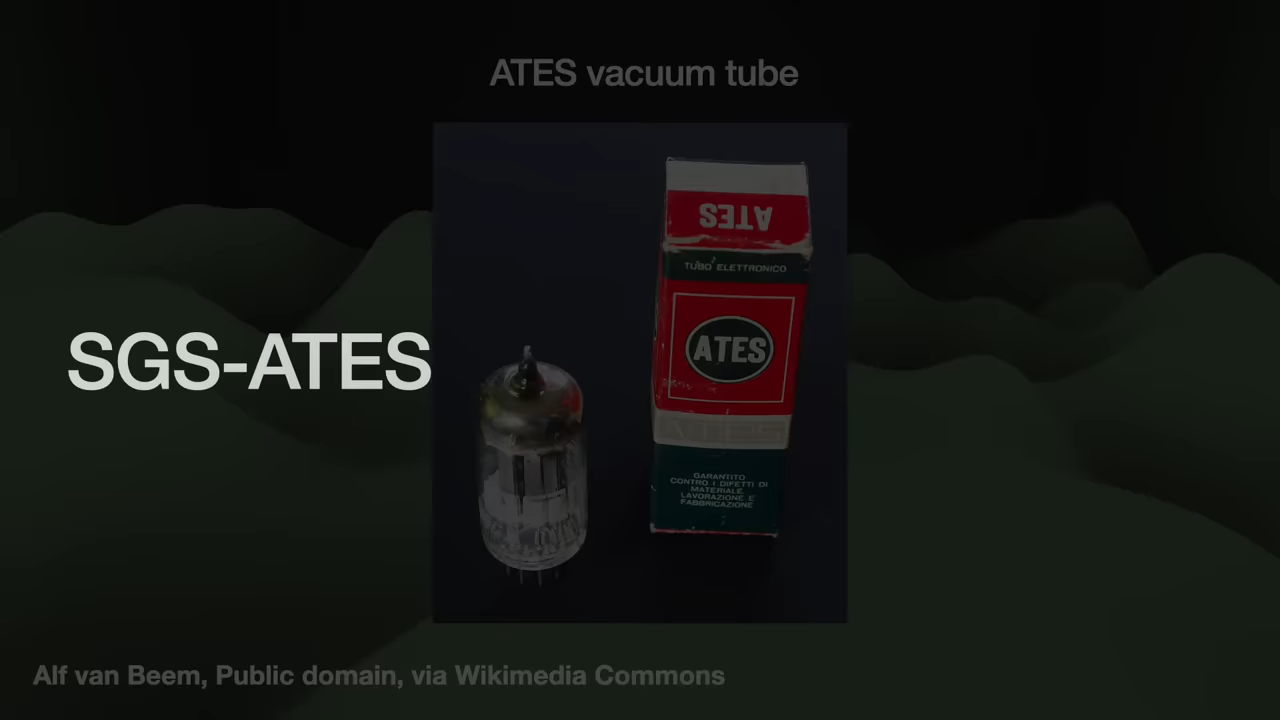 ATES vacuum tube
ATES
TUBO ELETTRONICO
ATES
SGS-ATES
ATES
GARANTITO
CONTRO I DIFETTI DI
MATERIALE
LAVORAZIONE E
FABBRICAZIONE
Alf van Beem, Public domain, via Wikimedia Commons